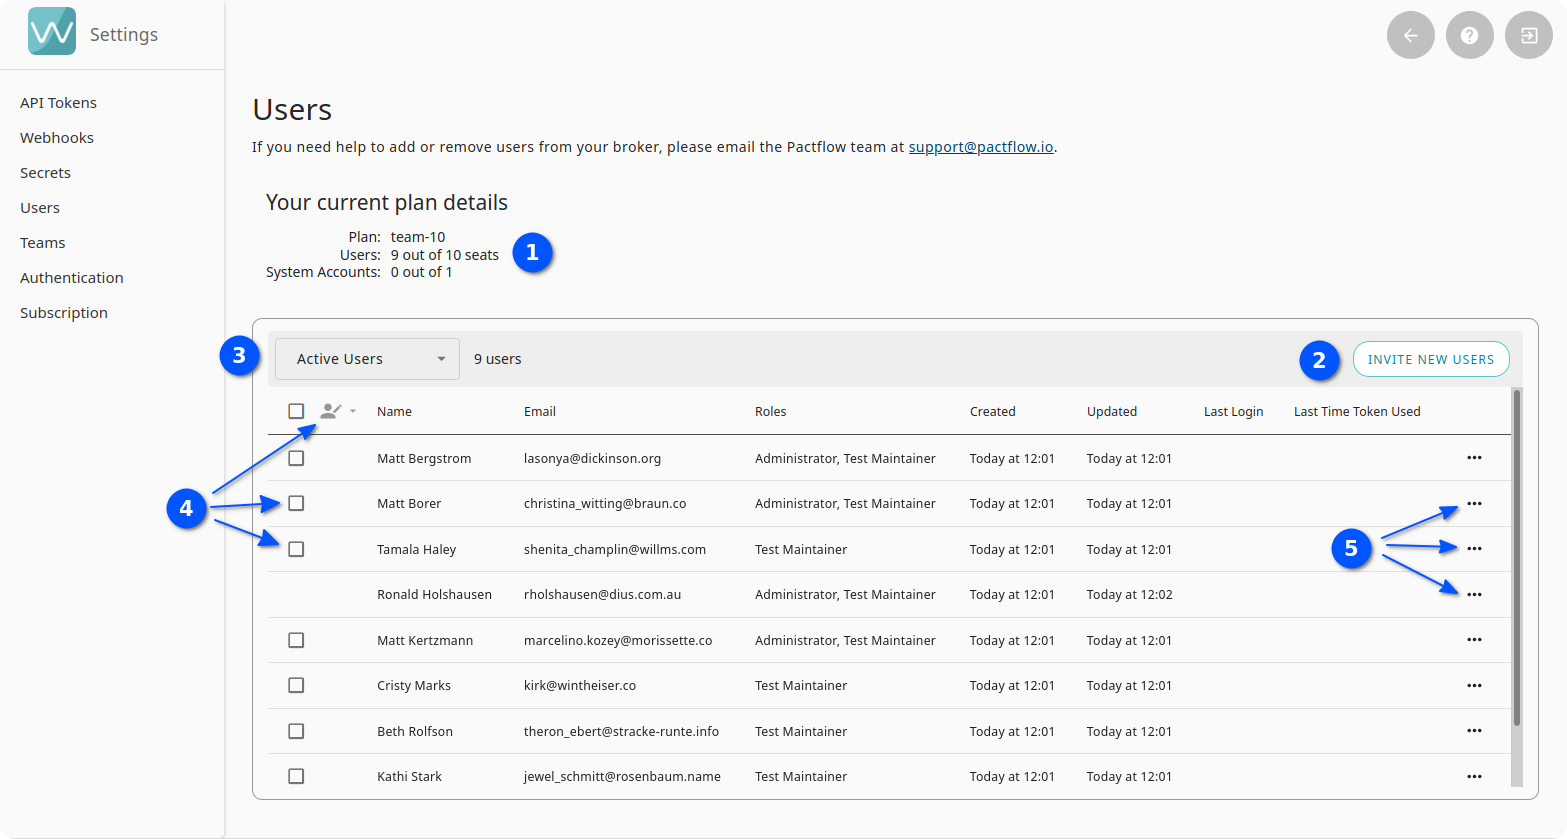 Settings
API Tokens
Webhooks
Secrets
Users
Teams
Authentication
Subscription
Users
If you need help to add or remove users from your broker, please email the Pactflow team at support@pactflow.io.
Your current plan details
Plan: team-10
Users: 9 out of 10 seats
System Accounts: 0 out of 1
1
3
Active Users 9 users
2
INVITE NEW USERS
Name Email Roles Created Updated Last Login Last Time Token Used
Matt Bergstrom lasonya@dickinson.org Administrator, Test Maintainer Today at 12:01 Today at 12:01
4
Matt Borer christina_witting@braun.co Administrator, Test Maintainer Today at 12:01 Today at 12:01
5
Tamala Haley shenita_champlin@willms.com Test Maintainer Today at 12:01 Today at 12:01
Ronald Holshausen rholshausen@dius.com.au Administrator, Test Maintainer Today at 12:01 Today at 12:02
Matt Kertzmann marcelino.kozey@morissette.co Administrator, Test Maintainer Today at 12:01 Today at 12:01
Cristy Marks kirk@wintheiser.co Test Maintainer Today at 12:01 Today at 12:01
Beth Rolfson theron_ebert@stracke-runte.info Test Maintainer Today at 12:01 Today at 12:01
Kathi Stark jewel_schmitt@rosenbaum.name Test Maintainer Today at 12:01 Today at 12:01